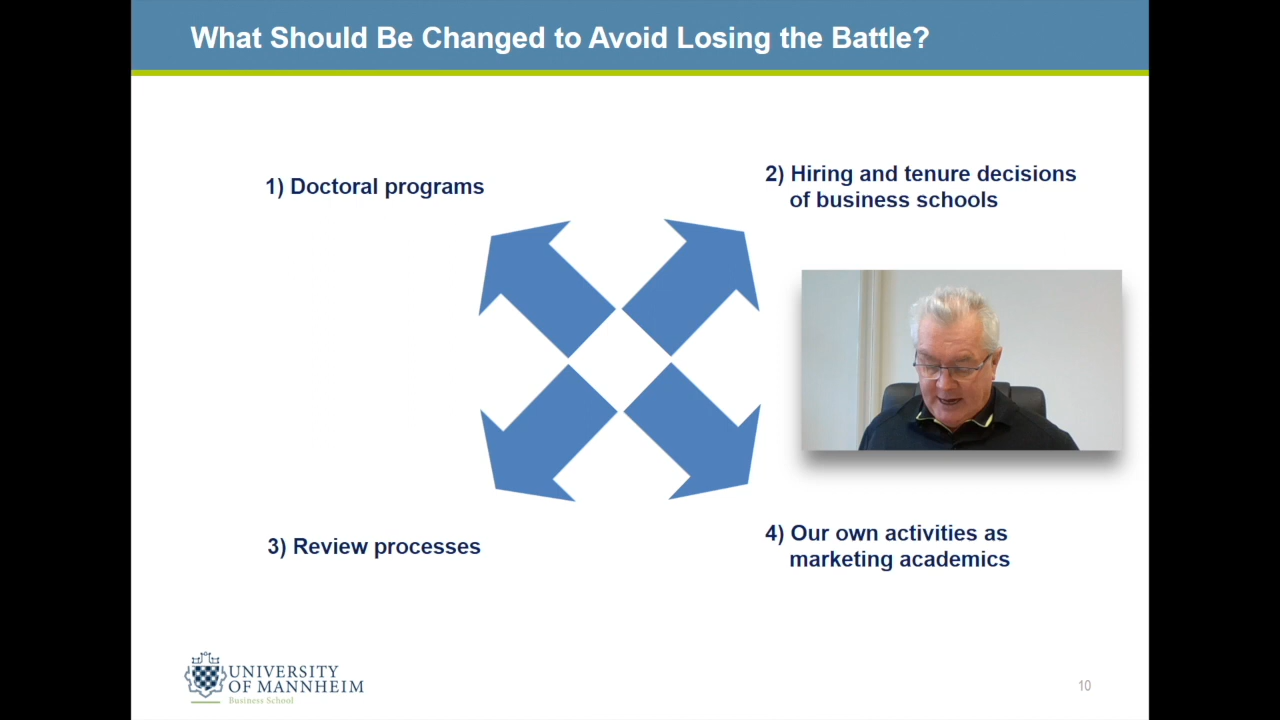 What Should Be Changed to Avoid Losing the Battle?
1) Doctoral programs
2) Hiring and tenure decisions
of business schools
3) Review processes
4) Our own activities as
marketing academics
UNIVERSITY
OF MANNHEIM
Business School
10